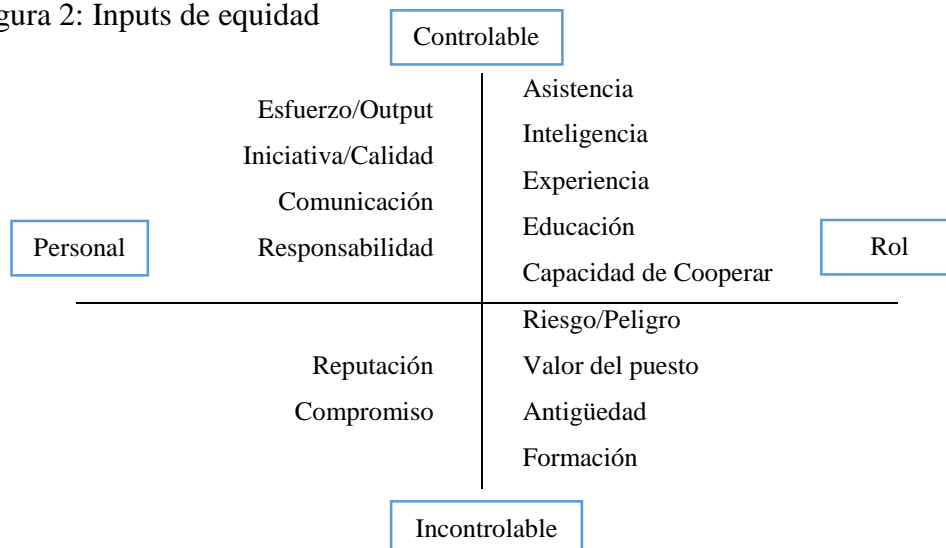 gura 2: Inputs de equidad
Controlable
Esfuerzo/Output
Iniciativa/Calidad
Comunicación
Responsabilidad
Asistencia
Inteligencia
Experiencia
Educación
Capacidad de Cooperar
Personal
Rol
Reputación
Compromiso
Riesgo/Peligro
Valor del puesto
Antigüedad
Formación
Incontrolable